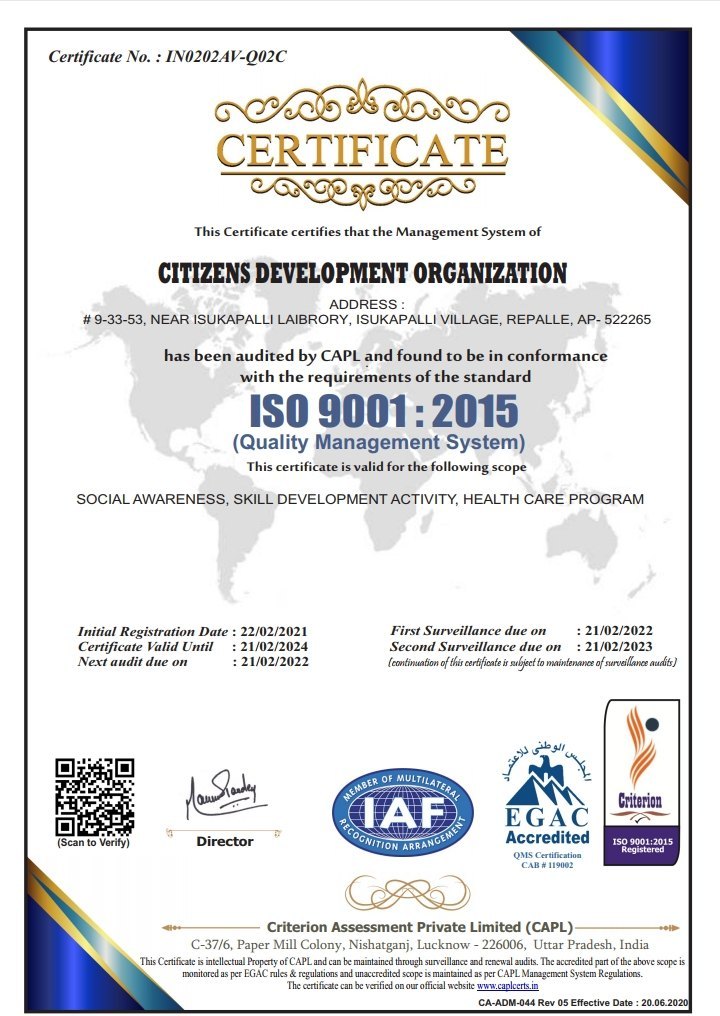 Certificate No. : IN0202AV-Q02C
CERTIFICATE
This Certificate certifies that the Management System of
CITIZENS DEVELOPMENT ORGANIZATION
ADDRESS :
# 9-33-53, NEAR ISUKAPALLI LAIBRORY, ISUKAPALLI VILLAGE, REPALLE, AP- 522265
has been audited by CAPL and found to be in conformance
with the requirements of the standard
ISO 9001 : 2015
(Quality Management System)
This certificate is valid for the following scope
SOCIAL AWARENESS, SKILL DEVELOPMENT ACTIVITY, HEALTH CARE PROGRAM
Initial Registration Date : 22/02/2021
Certificate Valid Until : 21/02/2024
Next audit due on : 21/02/2022
First Surveillance due on : 21/02/2022
Second Surveillance due on : 21/02/2023
(continuation of this certificate is subject to maintenance of surveillance audits)
(Scan to Verify)
Director
MEMBER OF MULTILATERAL
IAF
RECOGNITION ARRANGEMENT
المجلس الوطنى للاعتماد
EGAC
Accredited
QMS Certification
CAB # 119002
Criterion
ISO 9001:2015
Registered
Criterion Assessment Private Limited (CAPL)
C-37/6, Paper Mill Colony, Nishatganj, Lucknow - 226006, Uttar Pradesh, India
This Certificate is intellectual Property of CAPL and can be maintained through surveillance and renewal audits. The accredited part of the above scope is
monitored as per EGAC rules & regulations and unaccredited scope is maintained as per CAPL Management System Regulations.
The certificate can be verified on our official website www.caplcerts.in
CA-ADM-044 Rev 05 Effective Date : 20.06.2020